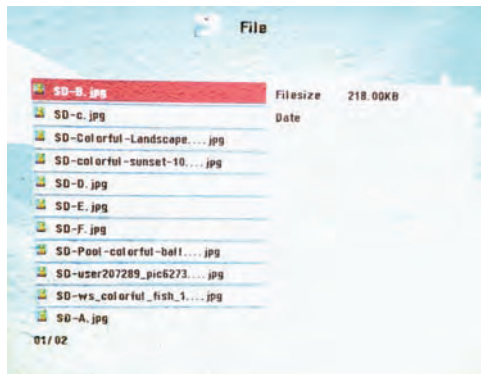 File
SD-B.jpg
SD-c.jpg
SD-Colorful-Landscape....jpg
SD-colorful-sunset-10....jpg
SD-D.jpg
SD-E.jpg
SD-F.jpg
SD-Pool-colorful-ball....jpg
SD-user207289_pic6273....jpg
SD-ws_colorful_fish_1....jpg
SD-A.jpg
01/02
Filesize 218.00KB
Date